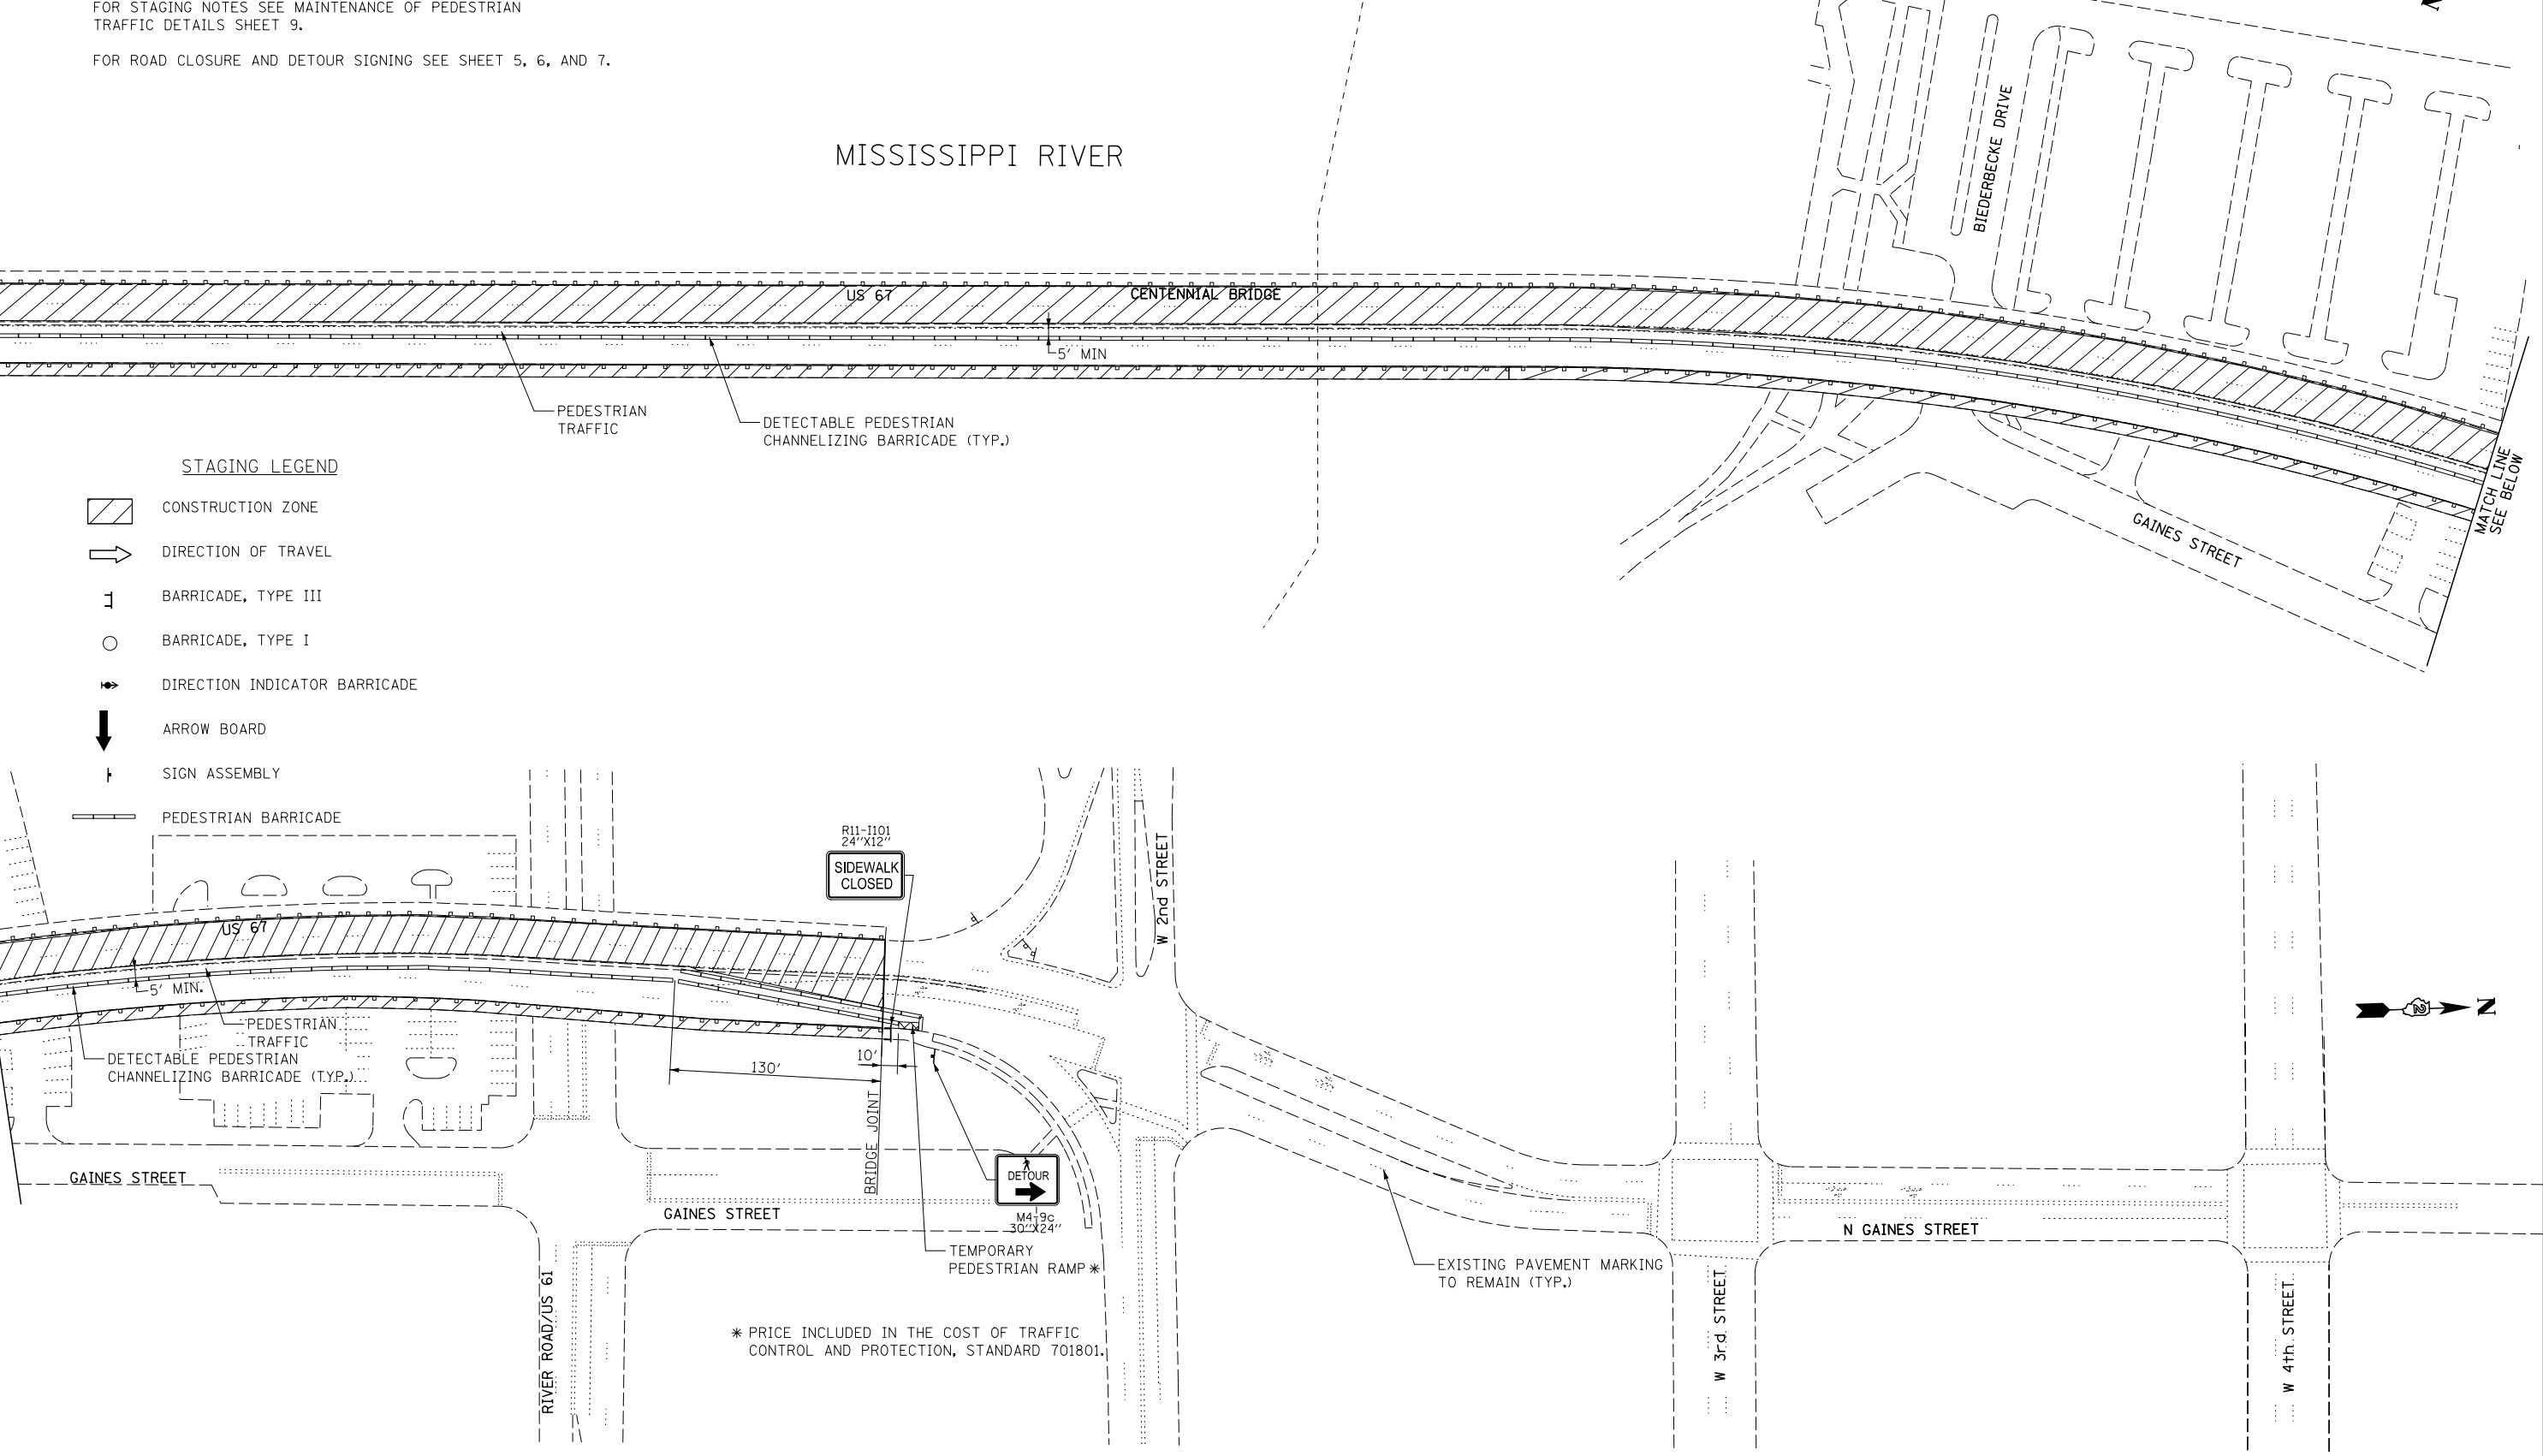 FOR STAGING NOTES SEE MAINTENANCE OF PEDESTRIAN
TRAFFIC DETAILS SHEET 9.
FOR ROAD CLOSURE AND DETOUR SIGNING SEE SHEET 5, 6, AND 7.
N
MISSISSIPPI RIVER
BIEDERBECKE DRIVE
US 67
CENTENNIAL BRIDGE
5' MIN
PEDESTRIAN
TRAFFIC
DETECTABLE PEDESTRIAN
CHANNELIZING BARRICADE (TYP.)
GAINES STREET
MATCH LINE
SEE BELOW
STAGING LEGEND
CONSTRUCTION ZONE
DIRECTION OF TRAVEL
BARRICADE, TYPE III
BARRICADE, TYPE I
DIRECTION INDICATOR BARRICADE
ARROW BOARD
SIGN ASSEMBLY
PEDESTRIAN BARRICADE
R11-I101
24"X12"
SIDEWALK
CLOSED
W 2nd STREET
US 67
5' MIN.
PEDESTRIAN
TRAFFIC
DETECTABLE PEDESTRIAN
CHANNELIZING BARRICADE (TYP.)
130'
10'
BRIDGE JOINT
N
GAINES STREET
GAINES STREET
DETOUR
M4-9c
30"X24"
TEMPORARY
PEDESTRIAN RAMP *
EXISTING PAVEMENT MARKING
TO REMAIN (TYP.)
N GAINES STREET
RIVER ROAD/US 61
W 3rd STREET
W 4th STREET
* PRICE INCLUDED IN THE COST OF TRAFFIC
CONTROL AND PROTECTION, STANDARD 701801.